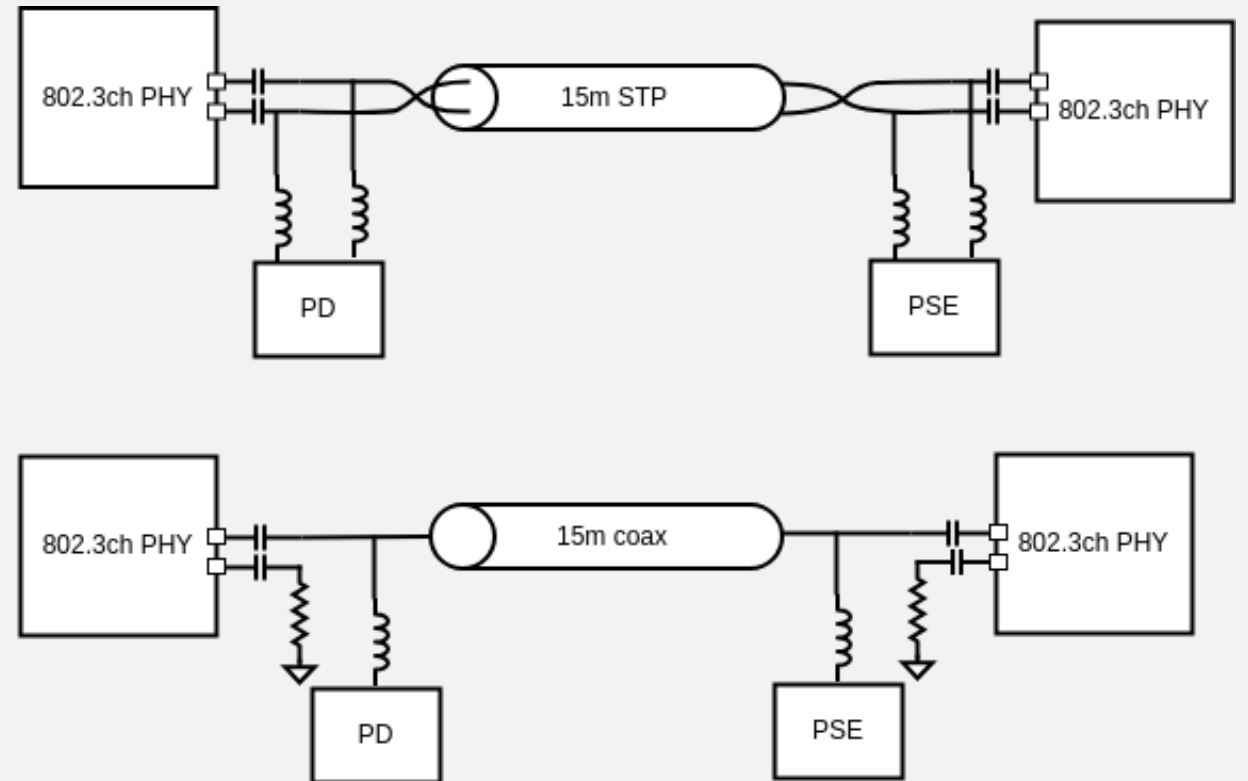 802.3ch PHY
15m STP
802.3ch PHY
PD
PSE
802.3ch PHY
15m coax
802.3ch PHY
PD
PSE